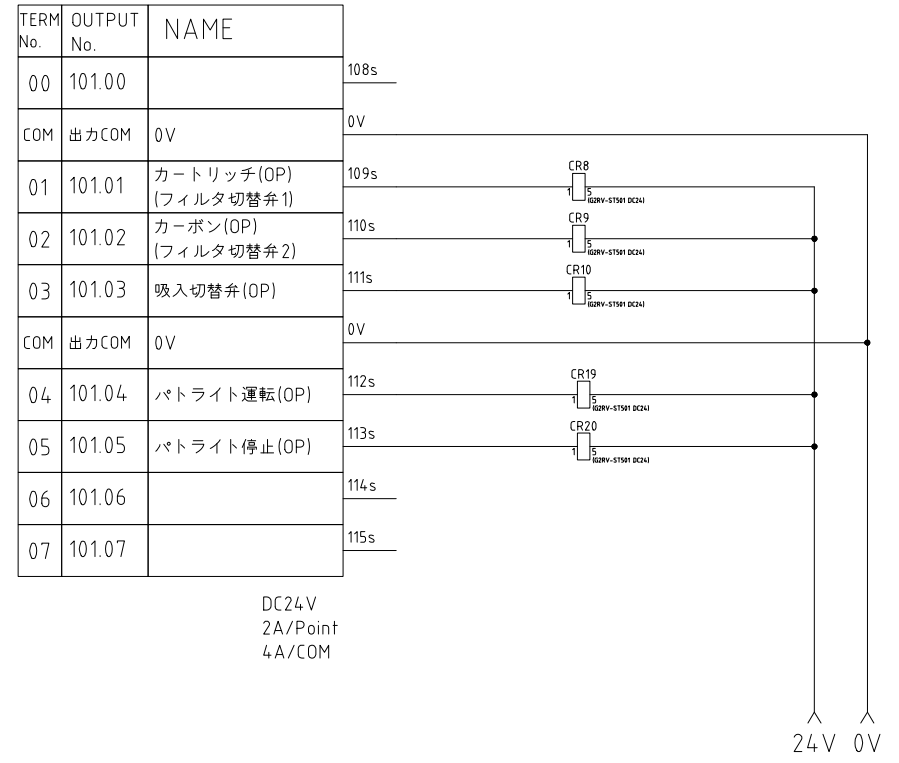 TERM No. OUTPUT No. NAME
00 101.00 108s
COM 出力COM 0V 0V
01 101.01 カートリッチ(OP) 109s
(フィルタ切替弁1)
CR8
1 5
(G2RV-ST501 DC24)
02 101.02 カーボン(OP) 110s
(フィルタ切替弁2)
CR9
1 5
(G2RV-ST501 DC24)
03 101.03 吸入切替弁(OP) 111s
CR10
1 5
(G2RV-ST501 DC24)
COM 出力COM 0V 0V
04 101.04 パトライト運転(OP) 112s
CR19
1 5
(G2RV-ST501 DC24)
05 101.05 パトライト停止(OP) 113s
CR20
1 5
(G2RV-ST501 DC24)
06 101.06 114s
07 101.07 115s
DC24V
2A/Point
4A/COM
24V 0V